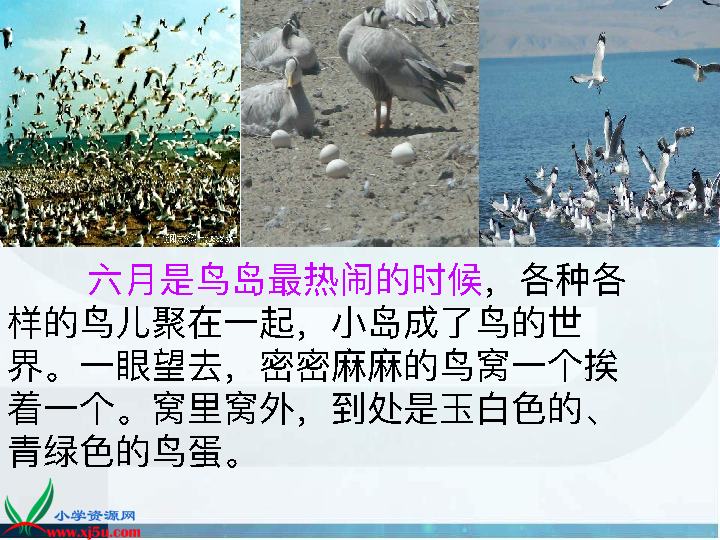 六月是鸟岛最热闹的时候，各种各
样的鸟儿聚在一起，小岛成了鸟的世
界。一眼望去，密密麻麻的鸟窝一个挨
着一个。窝里窝外，到处是玉白色的、
青绿色的鸟蛋。
小学资源网
www.xj5u.com